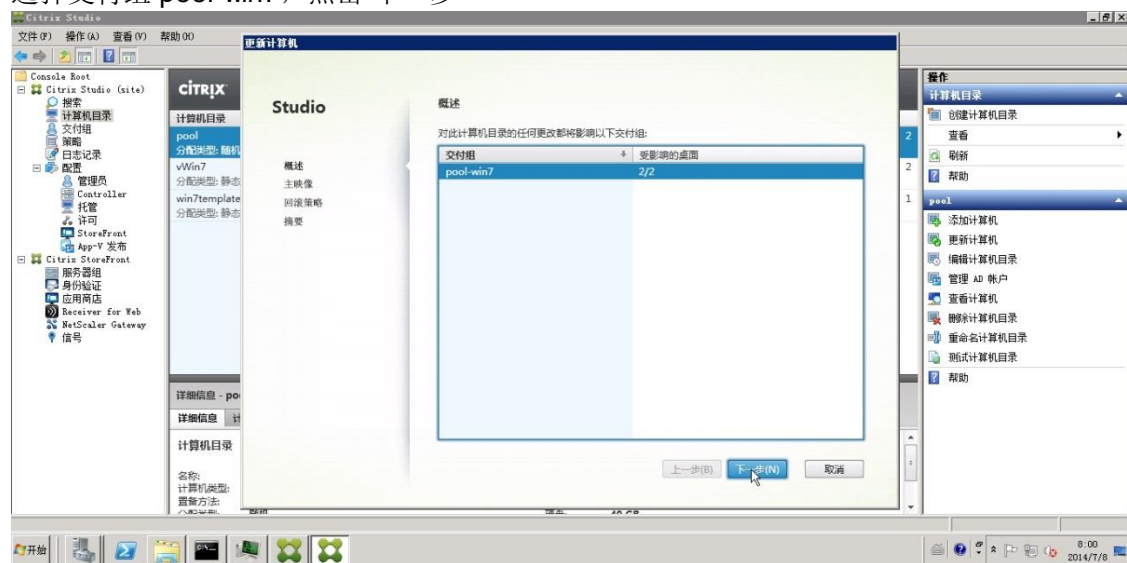 选择交付组 pool-win7，点击"下一步"
Citrix Studio
文件(F) 操作(A) 查看(V) 帮助(H)
更新计算机
Console Root
Citrix Studio (site)
搜索
计算机目录
交付组
策略
日志记录
配置
管理员
Controller
托管
许可
StoreFront
App-V 发布
Citrix StoreFront
服务器组
身份验证
应用商店
Receiver for Web
NetScaler Gateway
信号
CITRIX
计算机目录
pool
分配类型: 随机
2
vWin7
分配类型: 静态
2
win7template
分配类型: 静态
1
详细信息 - po
详细信息
计算机目录
名称:
计算机类型:
置备方法:
Studio
概述
主映像
回滚策略
摘要
概述
对此计算机目录的任何更改都将影响以下交付组:
交付组 受影响的桌面
pool-win7 2/2
上一步(B) 下一步(N) 取消
操作
计算机目录
创建计算机目录
查看
刷新
帮助
pool
添加计算机
更新计算机
编辑计算机目录
管理 AD 帐户
查看计算机
删除计算机目录
重命名计算机目录
测试计算机目录
帮助
开始
8:00
2014/7/8